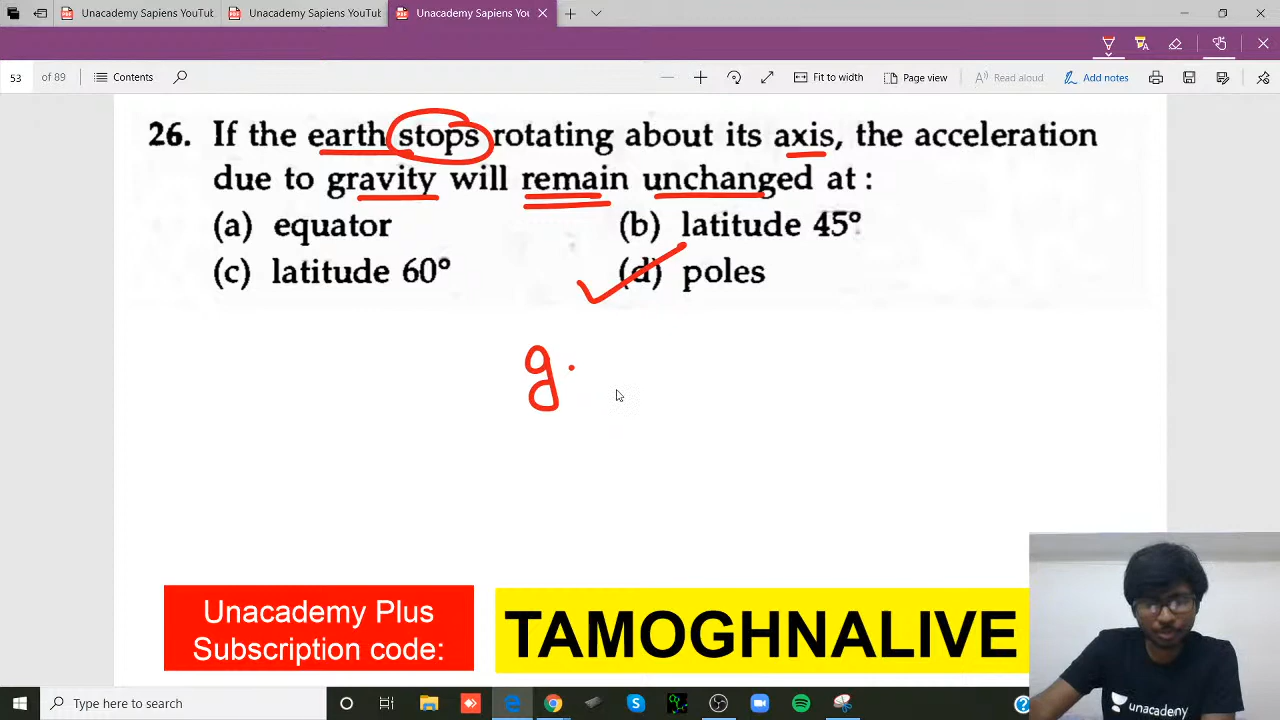 Unacademy Sapiens YouTub
Unacademy Sapiens YouTub
Unacademy Sapiens You
53 of 89 Contents Fit to width Page view Read aloud Add notes
26. If the earth stops rotating about its axis, the acceleration
due to gravity will remain unchanged at :
(a) equator (b) latitude 45°
(c) latitude 60° (d) poles
g.
Unacademy Plus
Subscription code:
TAMOGHNALIVE
unacademy
Type here to search